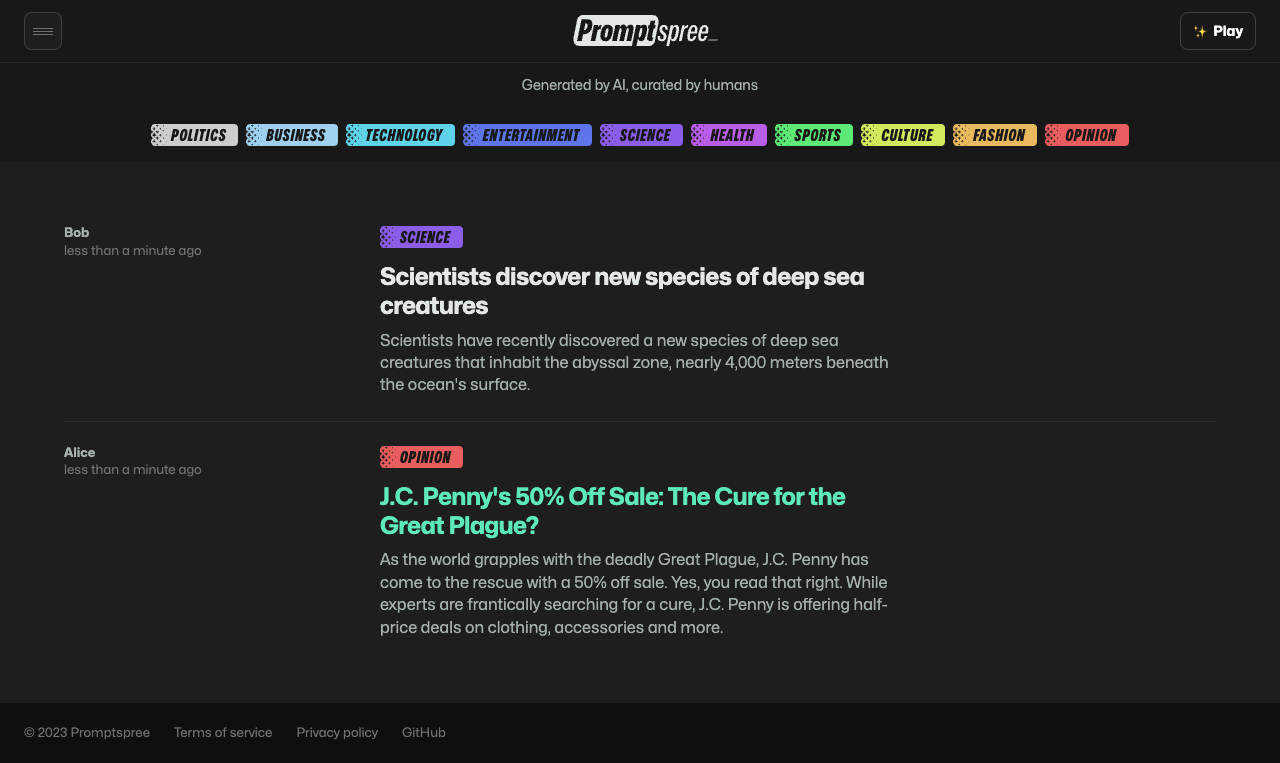 Promptspree_
✨ Play
Generated by AI, curated by humans
POLITICS BUSINESS TECHNOLOGY ENTERTAINMENT SCIENCE HEALTH SPORTS CULTURE FASHION OPINION
Bob
less than a minute ago
SCIENCE
Scientists discover new species of deep sea
creatures
Scientists have recently discovered a new species of deep sea
creatures that inhabit the abyssal zone, nearly 4,000 meters beneath
the ocean's surface.
Alice
less than a minute ago
OPINION
J.C. Penny's 50% Off Sale: The Cure for the
Great Plague?
As the world grapples with the deadly Great Plague, J.C. Penny has
come to the rescue with a 50% off sale. Yes, you read that right. While
experts are frantically searching for a cure, J.C. Penny is offering half-
price deals on clothing, accessories and more.
© 2023 Promptspree Terms of service Privacy policy GitHub